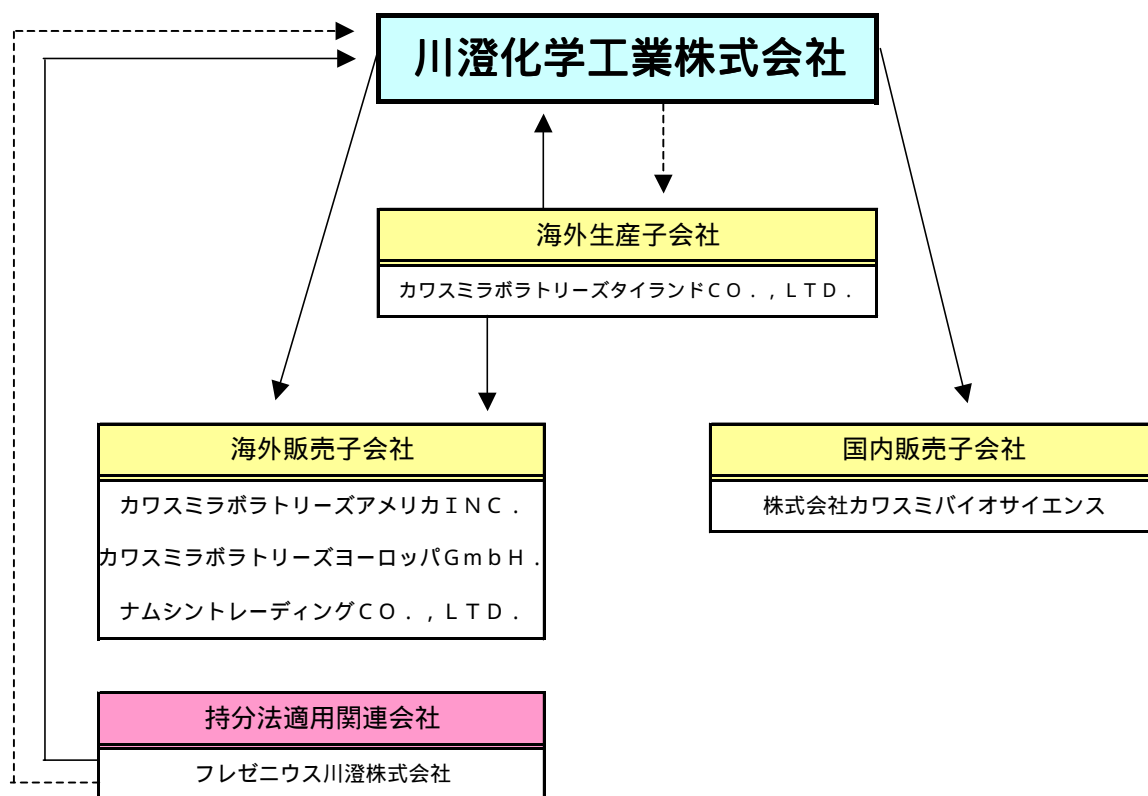 川澄化学工業株式会社
海外生産子会社
カワスミラボラトリーズタイランドＣＯ．，ＬＴＤ．
海外販売子会社
カワスミラボラトリーズアメリカＩＮＣ．
カワスミラボラトリーズヨーロッパＧｍｂＨ．
ナムシントレーディングＣＯ．，ＬＴＤ．
国内販売子会社
株式会社カワスミバイオサイエンス
持分法適用関連会社
フレゼニウス川澄株式会社